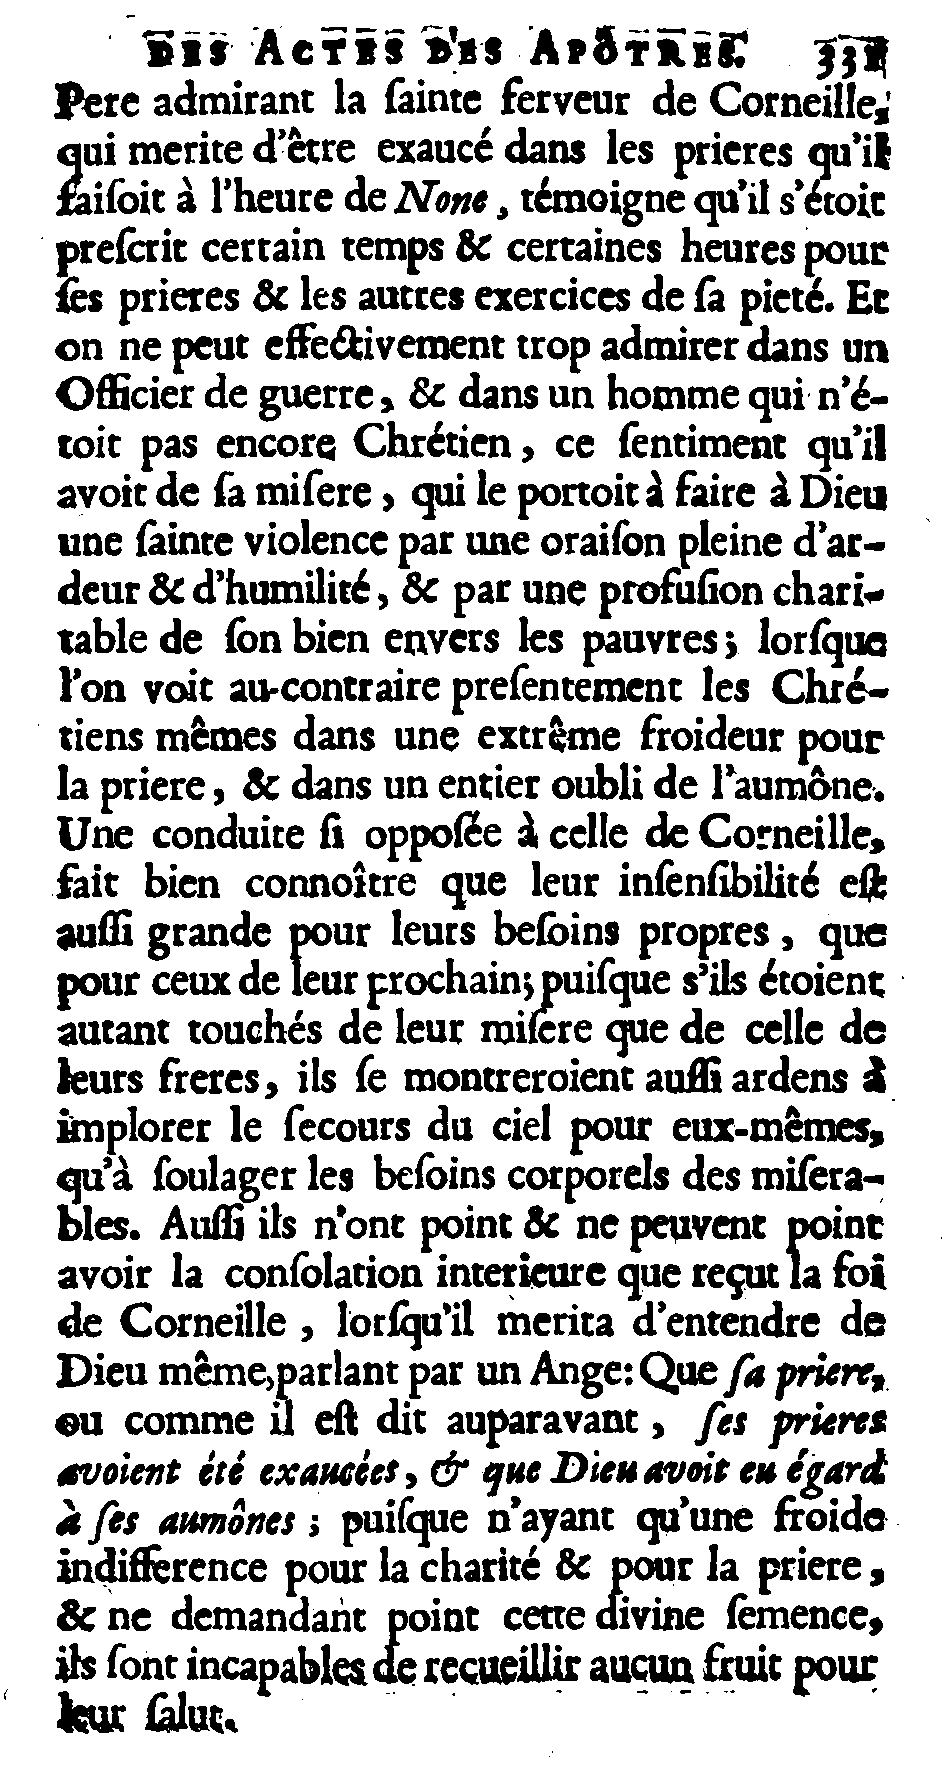 DES ACTES DES APÔTRES.
Pere admirant la ſainte ferveur de Corneille,
qui merite d'être exaucé dans les prieres qu'il
faiſoit à l'heure de None, témoigne qu'il s'étoit
preſcrit certain temps & certaines heures pour
ſes prieres & les autres exercices de ſa pieté. Et
on ne peut effectivement trop admirer dans un
Officier de guerre, & dans un homme qui n'é-
toit pas encore Chrétien, ce ſentiment qu'il
avoit de ſa miſere, qui le portoit à faire à Dieu
une ſainte violence par une oraiſon pleine d'ar-
deur & d'humilité, & par une profuſion chari-
table de ſon bien envers les pauvres; lorſque
l'on voit au-contraire preſentement les Chré-
tiens mêmes dans une extrême froideur pour
la priere, & dans un entier oubli de l'aumône.
Une conduite ſi oppoſée à celle de Corneille,
fait bien connoître que leur inſenſibilité eſt
auſſi grande pour leurs beſoins propres, que
pour ceux de leur prochain; puiſque s'ils étoient
autant touchés de leur miſere que de celle de
leurs freres, ils ſe montreroient auſſi ardens à
implorer le ſecours du ciel pour eux-mêmes,
qu'à ſoulager les beſoins corporels des miſera-
bles. Auſſi ils n'ont point & ne peuvent point
avoir la conſolation interieure que reçut la foi
de Corneille, lorſqu'il merita d'entendre de
Dieu même, parlant par un Ange: Que ſa priere,
ou comme il eſt dit auparavant, ſes prieres
avoient été exaucées, & que Dieu avoit eu égard
à ſes aumônes; puiſque n'ayant qu'une froide
indifference pour la charité & pour la priere,
& ne demandant point cette divine ſemence,
ils ſont incapables de recueillir aucun fruit pour
leur ſalut.